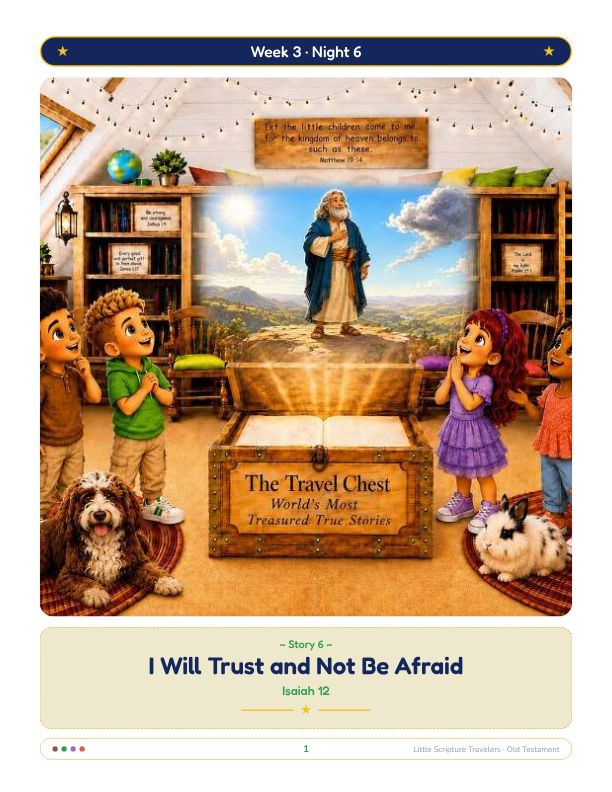 Week 3 · Night 6
Let the little children come to me
for the kingdom of heaven belongs to
such as these.
Matthew 19:14
Be strong
and courageous.
Joshua 1:9
Every good
and perfect gift
is from above.
James 1:17
The Lord
is my light.
Psalm 27:1
The Travel Chest
World's Most
Treasured True Stories
~ Story 6 ~
I Will Trust and Not Be Afraid
Isaiah 12
1
Little Scripture Travelers · Old Testament